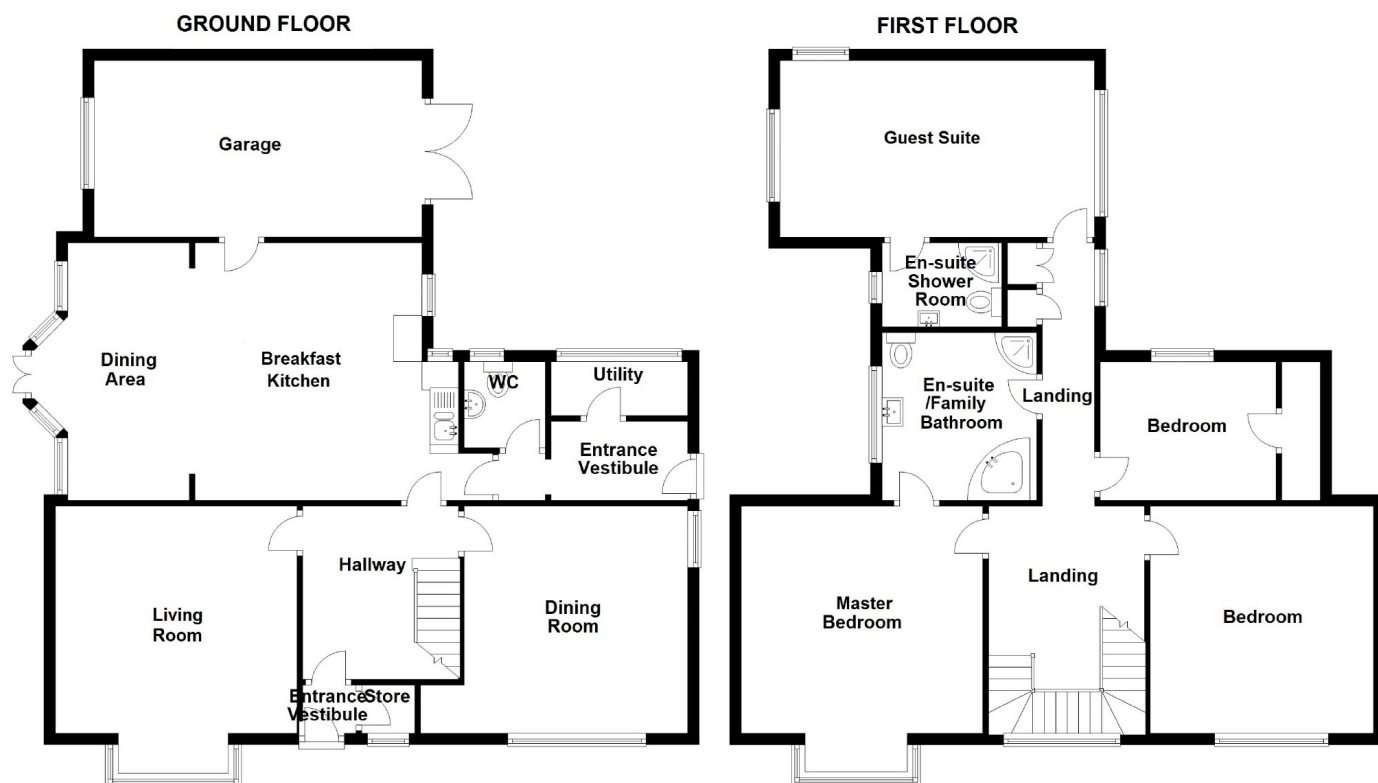 GROUND FLOOR
FIRST FLOOR
Garage
Dining
Area
Breakfast
Kitchen
WC
Utility
Entrance
Vestibule
Hallway
Living
Room
Dining
Room
Entrance
Vestibule
Store
Guest Suite
En-suite
Shower
Room
En-suite
/Family
Bathroom
Landing
Bedroom
Landing
Master
Bedroom
Bedroom